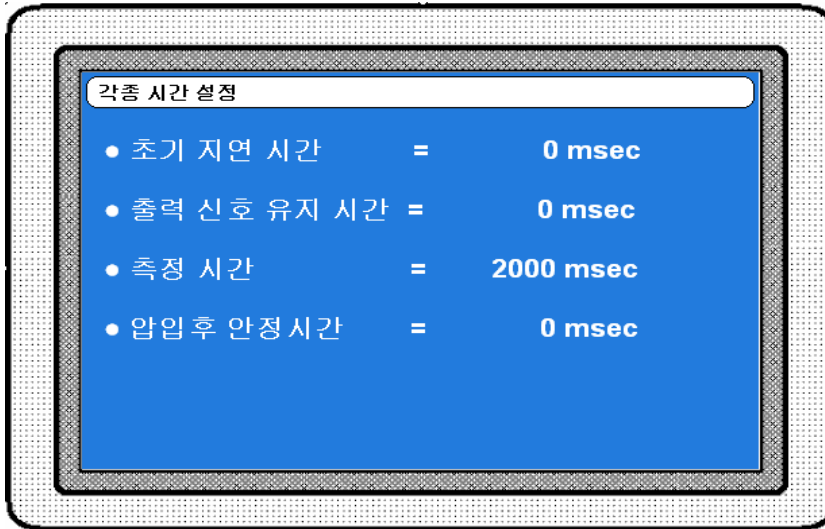 각종 시간 설정
● 초기 지연 시간 = 0 msec
● 출력 신호 유지 시간 = 0 msec
● 측정 시간 = 2000 msec
● 압입후 안정시간 = 0 msec